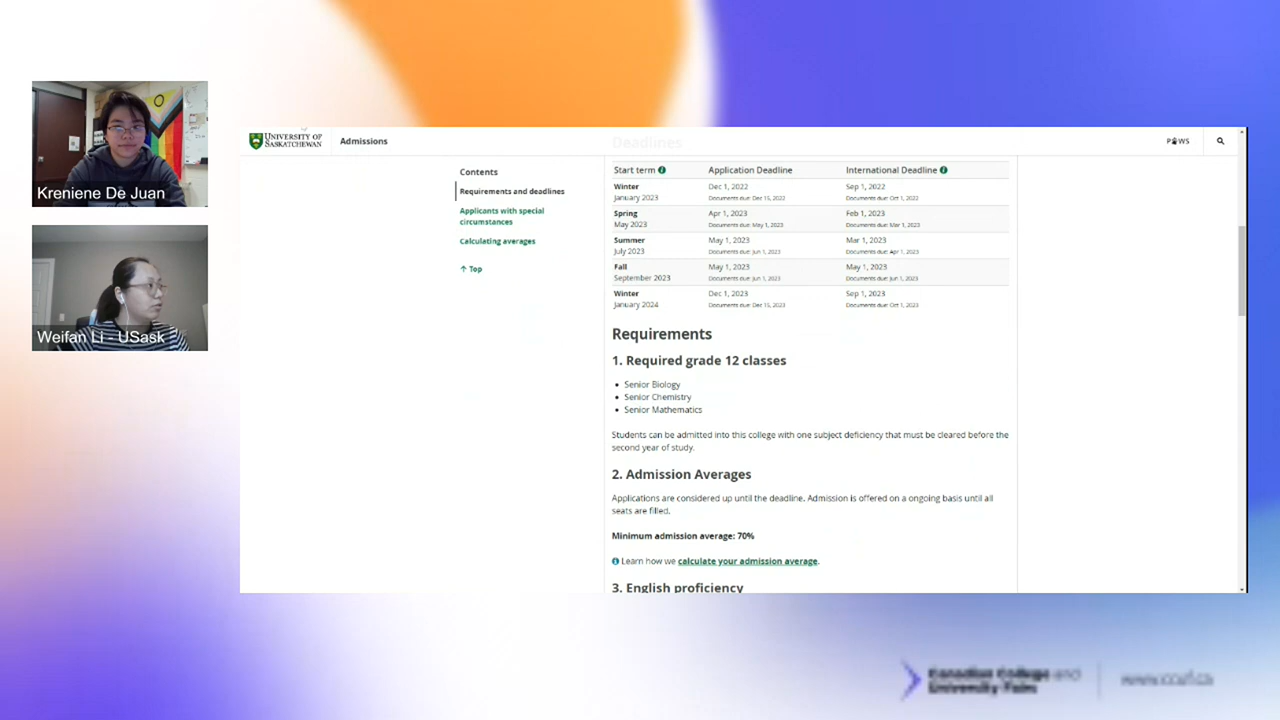 Kreniene De Juan
Weifan Li - USask
UNIVERSITY OF
SASKATCHEWAN
Admissions
PAWS
Contents
Requirements and deadlines
Applicants with special
circumstances
Calculating averages
↑ Top
Deadlines
Start term Application Deadline International Deadline
Winter Dec 1, 2022 Sep 1, 2022
January 2023 Documents due: Dec 15, 2022 Documents due: Oct 1, 2022
Spring Apr 1, 2023 Feb 1, 2023
May 2023 Documents due: May 1, 2023 Documents due: Mar 1, 2023
Summer May 1, 2023 Mar 1, 2023
July 2023 Documents due: Jun 1, 2023 Documents due: Apr 1, 2023
Fall May 1, 2023 May 1, 2023
September 2023 Documents due: Jun 1, 2023 Documents due: Jun 1, 2023
Winter Dec 1, 2023 Sep 1, 2023
January 2024 Documents due: Dec 15, 2023 Documents due: Oct 1, 2023
Requirements
1. Required grade 12 classes
• Senior Biology
• Senior Chemistry
• Senior Mathematics
Students can be admitted into this college with one subject deficiency that must be cleared before the
second year of study.
2. Admission Averages
Applications are considered up until the deadline. Admission is offered on a ongoing basis until all
seats are filled.
Minimum admission average: 70%
Learn how we calculate your admission average.
3. English proficiency
Canadian College and
University Fairs